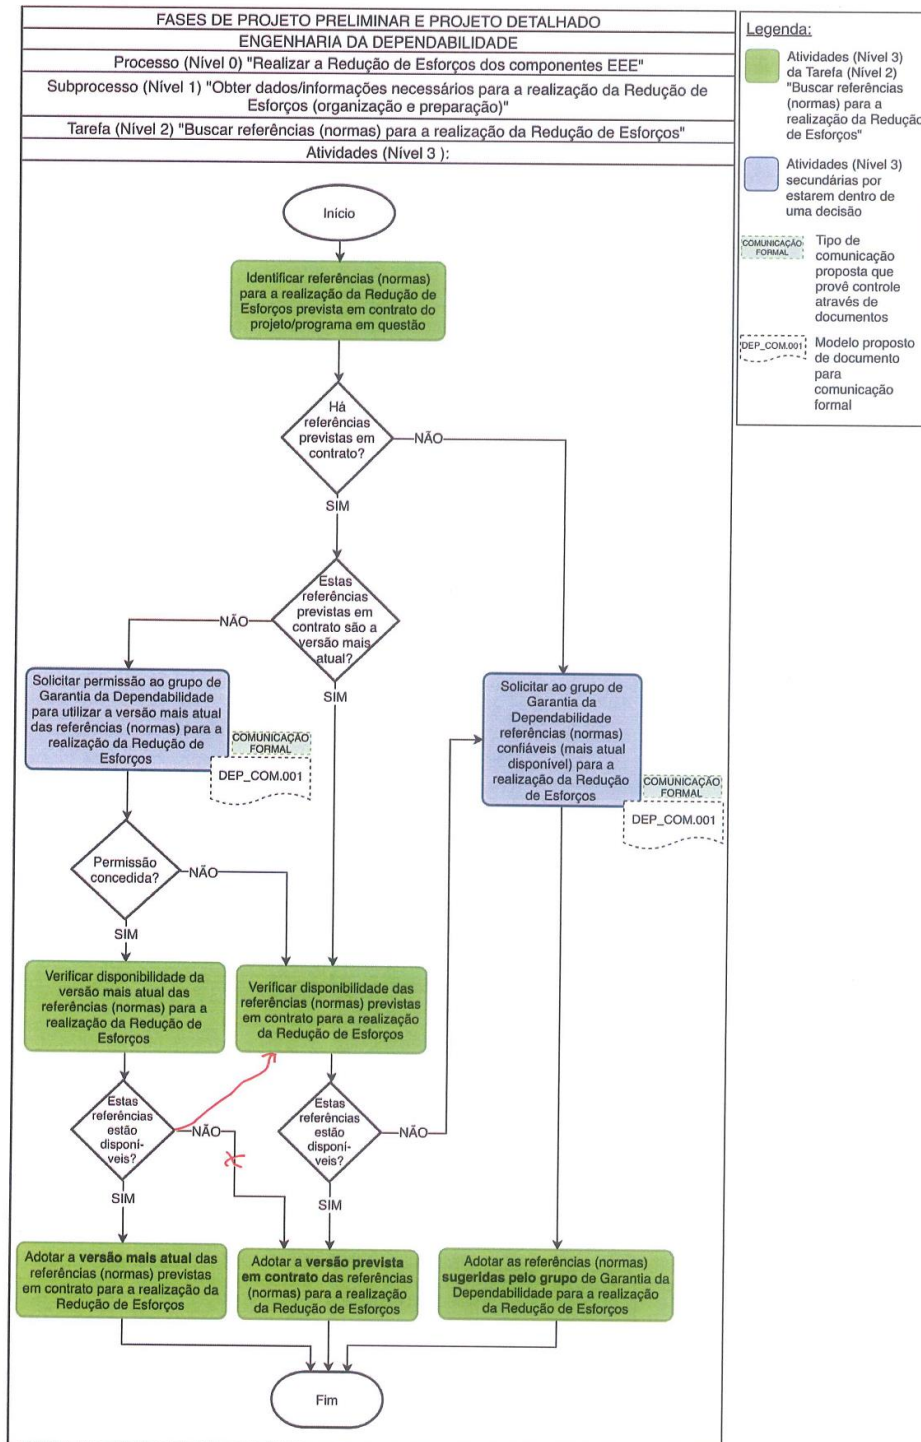 FASES DE PROJETO PRELIMINAR E PROJETO DETALHADO
ENGENHARIA DA DEPENDABILIDADE
Processo (Nível 0) "Realizar a Redução de Esforços dos componentes EEE"
Subprocesso (Nível 1) "Obter dados/informações necessários para a realização da Redução de
Esforços (organização e preparação)"
Tarefa (Nível 2) "Buscar referências (normas) para a realização da Redução de Esforços"
Atividades (Nível 3 ):
Início
Identificar referências (normas)
para a realização da Redução de
Esforços prevista em contrato do
projeto/programa em questão
Há
referências
previstas em
contrato?
NÃO
SIM
Estas
referências
previstas em
contrato são a
versão mais
atual?
NÃO
SIM
Solicitar permissão ao grupo de
Garantia da Dependabilidade
para utilizar a versão mais atual
das referências (normas) para a
realização da Redução de
Esforços
COMUNICAÇÃO
FORMAL
DEP_COM.001
Solicitar ao grupo de
Garantia da
Dependabilidade
referências (normas)
confiáveis (mais atual
disponível) para a
realização da Redução
de Esforços
COMUNICAÇÃO
FORMAL
DEP_COM.001
Permissão
concedida?
NÃO
SIM
Verificar disponibilidade da
versão mais atual das
referências (normas) para a
realização da Redução de
Esforços
Verificar disponibilidade das
referências (normas) previstas
em contrato para a realização
da Redução de Esforços
Estas
referências
estão
disponí-
veis?
NÃO
SIM
Estas
referências
estão
disponí-
veis?
NÃO
SIM
Adotar a versão mais atual das
referências (normas) previstas
em contrato para a realização da
Redução de Esforços
Adotar a versão prevista
em contrato das referências
(normas) para a realização
da Redução de Esforços
Adotar as referências (normas)
sugeridas pelo grupo de Garantia da
Dependabilidade para a realização
da Redução de Esforços
Fim
Legenda:
Atividades (Nível 3)
da Tarefa (Nível 2)
"Buscar referências
(normas) para a
realização da Redução
de Esforços"
Atividades (Nível 3)
secundárias por
estarem dentro de
uma decisão
COMUNICAÇÃO
FORMAL
Tipo de
comunicação
proposta que
provê controle
através de
documentos
DEP_COM.001
Modelo proposto
de documento
para
comunicação
formal